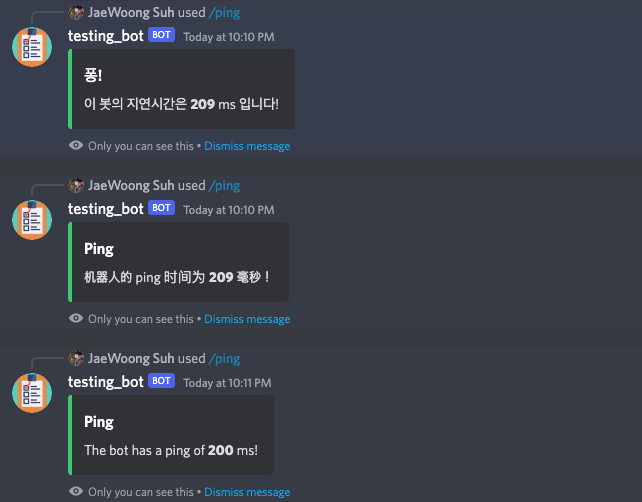 JaeWoong Suh used /ping
testing_bot BOT Today at 10:10 PM
퐁!
이 봇의 지연시간은 209 ms 입니다!
Only you can see this • Dismiss message
JaeWoong Suh used /ping
testing_bot BOT Today at 10:10 PM
Ping
机器人的 ping 时间为 209 毫秒！
Only you can see this • Dismiss message
JaeWoong Suh used /ping
testing_bot BOT Today at 10:11 PM
Ping
The bot has a ping of 200 ms!
Only you can see this • Dismiss message